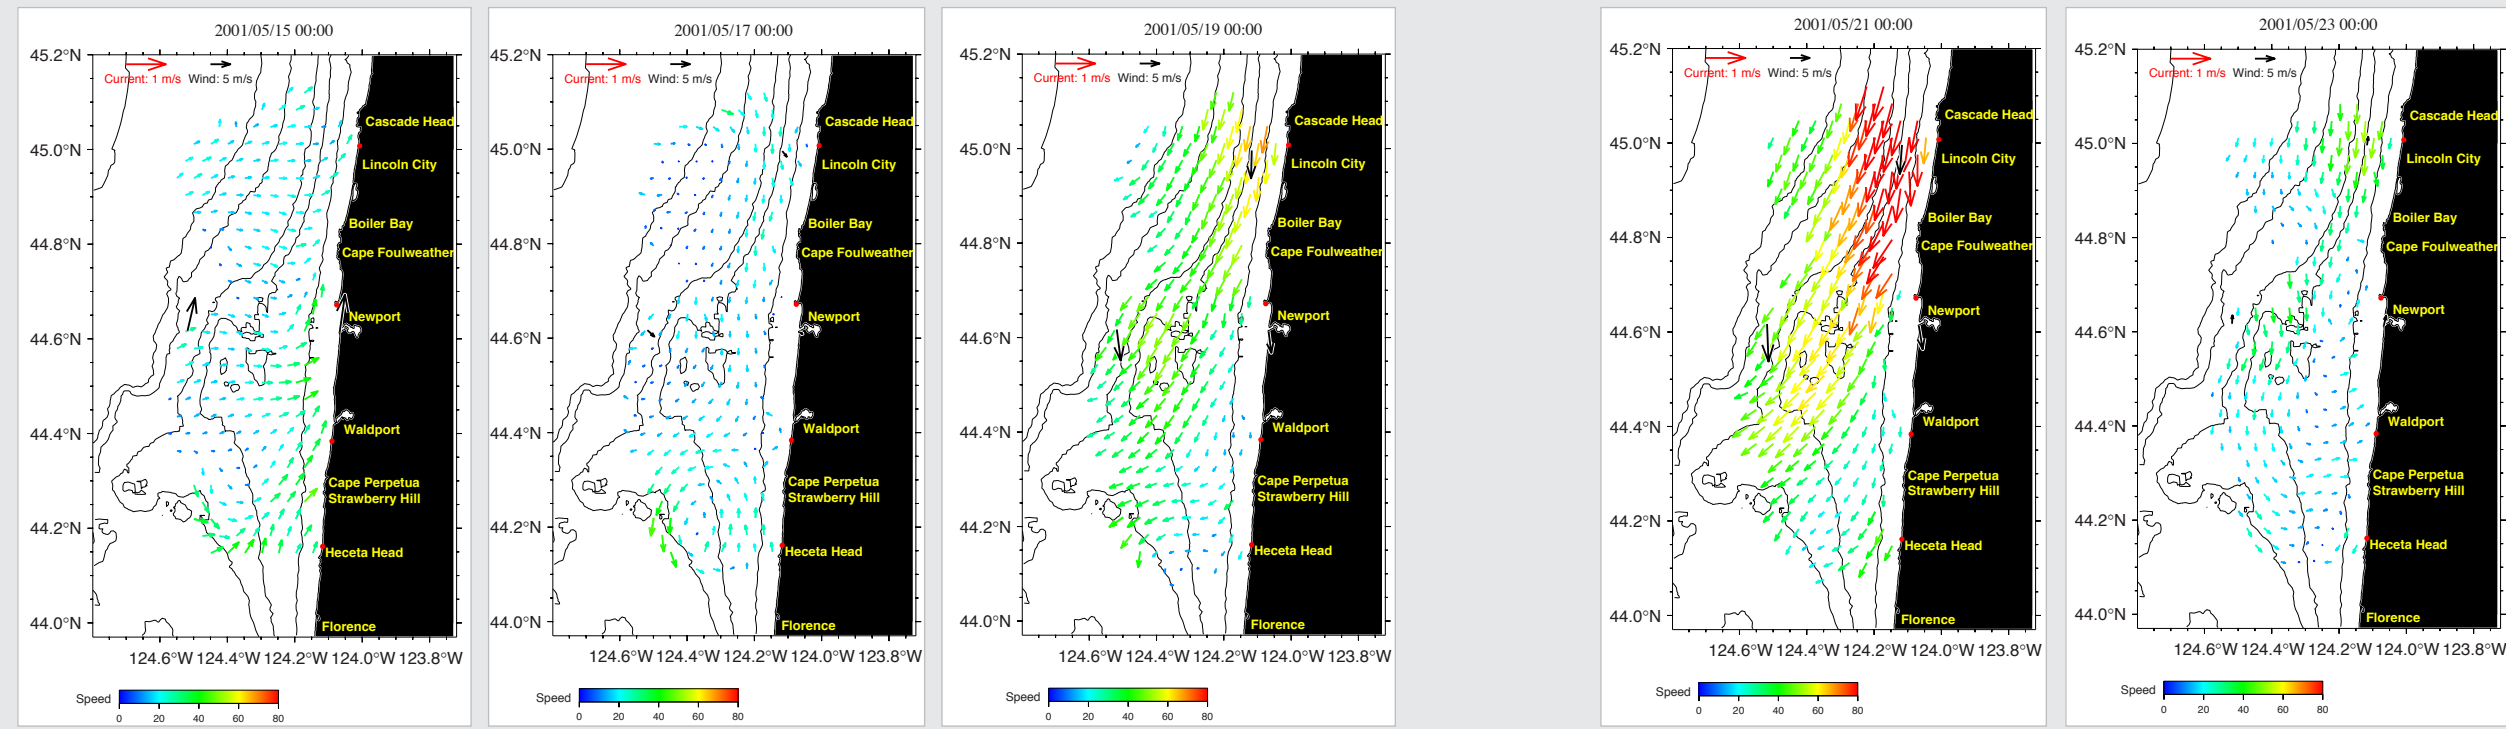 2001/05/15 00:00
45.2°N
45.0°N
44.8°N
44.6°N
44.4°N
44.2°N
44.0°N
Current: 1 m/s Wind: 5 m/s
Cascade Head
Lincoln City
Boiler Bay
Cape Foulweather
Newport
Waldport
Cape Perpetua
Strawberry Hill
Heceta Head
Florence
124.6°W 124.4°W 124.2°W 124.0°W 123.8°W
Speed
0 20 40 60 80
2001/05/17 00:00
45.2°N
45.0°N
44.8°N
44.6°N
44.4°N
44.2°N
44.0°N
Current: 1 m/s Wind: 5 m/s
Cascade Head
Lincoln City
Boiler Bay
Cape Foulweather
Newport
Waldport
Cape Perpetua
Strawberry Hill
Heceta Head
Florence
124.6°W 124.4°W 124.2°W 124.0°W 123.8°W
Speed
0 20 40 60 80
2001/05/19 00:00
45.2°N
45.0°N
44.8°N
44.6°N
44.4°N
44.2°N
44.0°N
Current: 1 m/s Wind: 5 m/s
Cascade Head
Lincoln City
Boiler Bay
Cape Foulweather
Newport
Waldport
Cape Perpetua
Strawberry Hill
Heceta Head
Florence
124.6°W 124.4°W 124.2°W 124.0°W 123.8°W
Speed
0 20 40 60 80
2001/05/21 00:00
45.2°N
45.0°N
44.8°N
44.6°N
44.4°N
44.2°N
44.0°N
Current: 1 m/s Wind: 5 m/s
Cascade Head
Lincoln City
Boiler Bay
Cape Foulweather
Newport
Waldport
Cape Perpetua
Strawberry Hill
Heceta Head
Florence
124.6°W 124.4°W 124.2°W 124.0°W 123.8°W
Speed
0 20 40 60 80
2001/05/23 00:00
45.2°N
45.0°N
44.8°N
44.6°N
44.4°N
44.2°N
44.0°N
Current: 1 m/s Wind: 5 m/s
Cascade Head
Lincoln City
Boiler Bay
Cape Foulweather
Newport
Waldport
Cape Perpetua
Strawberry Hill
Heceta Head
Florence
124.6°W 124.4°W 124.2°W 124.0°W 123.8°W
Speed
0 20 40 60 80